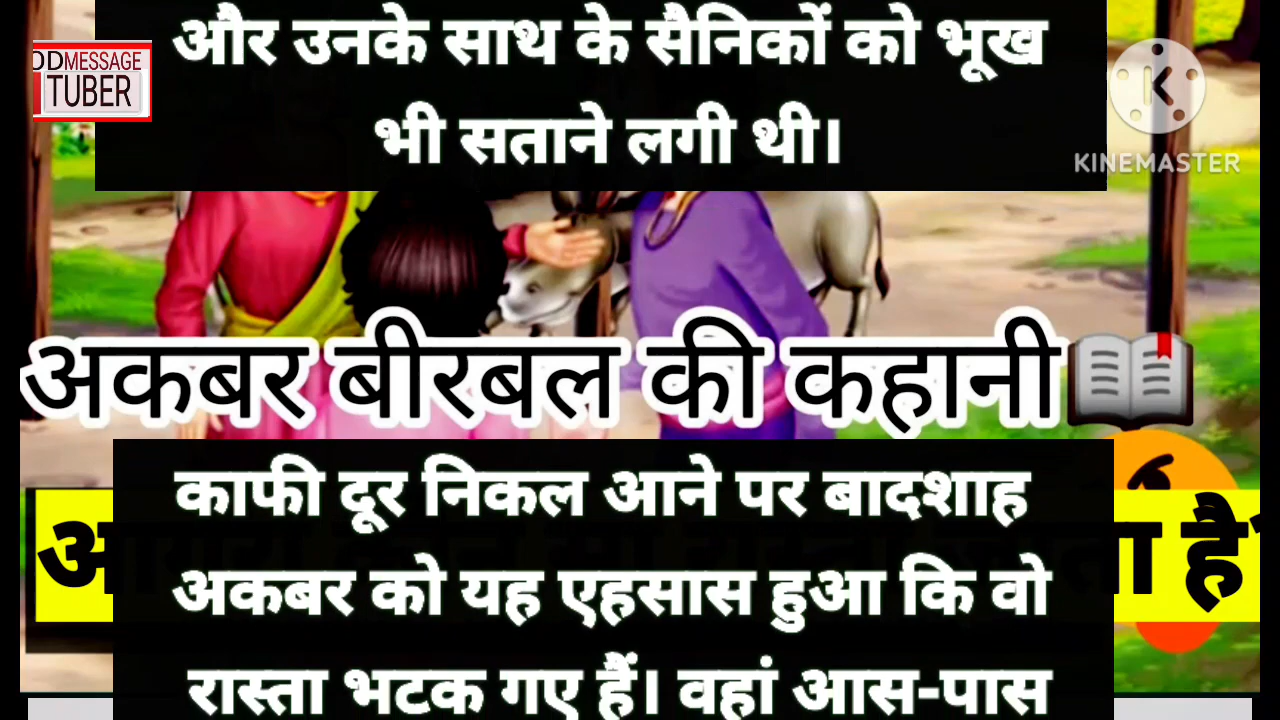 और उनके साथ के सैनिकों को भूख
भी सताने लगी थी।
MESSAGE
TUBER
KINEMASTER
अकबर बीरबल की कहानी
काफी दूर निकल आने पर बादशाह
अकबर को यह एहसास हुआ कि वो
रास्ता भटक गए हैं। वहां आस-पास
है